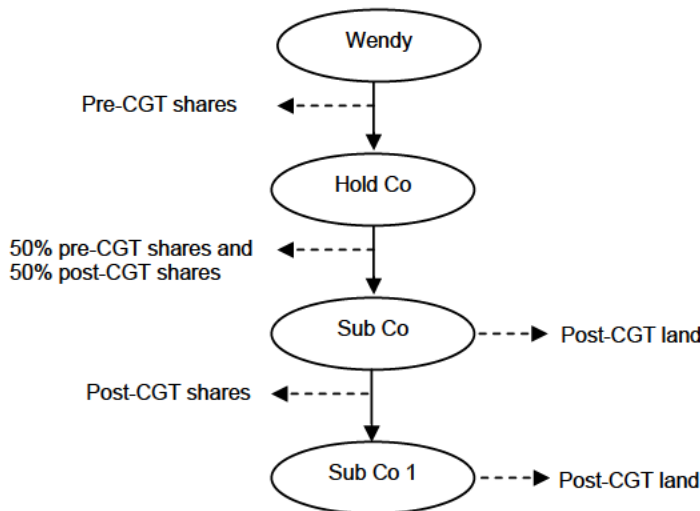 Wendy
Pre-CGT shares
Hold Co
50% pre-CGT shares and
50% post-CGT shares
Sub Co
Post-CGT land
Post-CGT shares
Sub Co 1
Post-CGT land